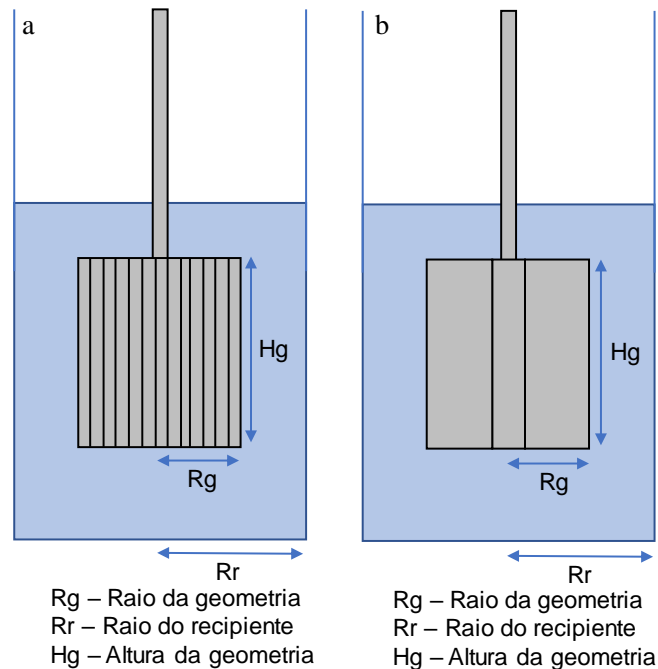 a
Hg
Rg
Rr
Rg – Raio da geometria
Rr – Raio do recipiente
Hg – Altura da geometria
b
Hg
Rg
Rr
Rg – Raio da geometria
Rr – Raio do recipiente
Hg – Altura da geometria